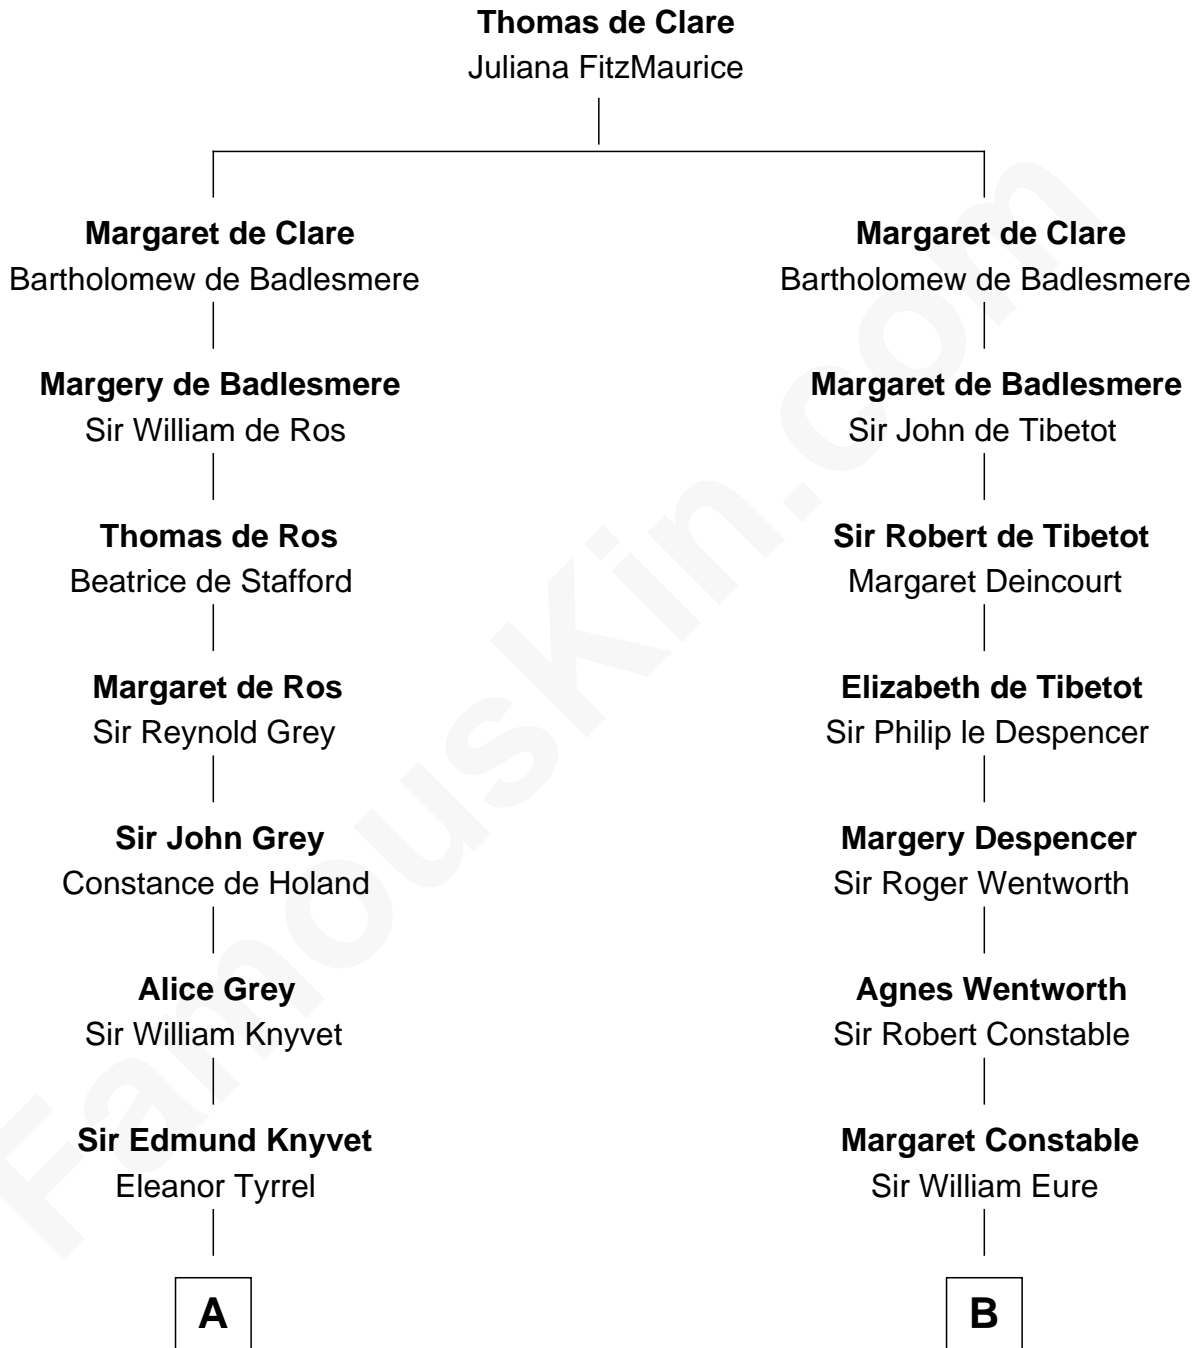 Thomas de Clare
Juliana FitzMaurice
Margaret de Clare
Bartholomew de Badlesmere
Margery de Badlesmere
Sir William de Ros
Thomas de Ros
Beatrice de Stafford
Margaret de Ros
Sir Reynold Grey
Sir John Grey
Constance de Holand
Alice Grey
Sir William Knyvet
Sir Edmund Knyvet
Eleanor Tyrrel
A
Margaret de Clare
Bartholomew de Badlesmere
Margaret de Badlesmere
Sir John de Tibetot
Sir Robert de Tibetot
Margaret Deincourt
Elizabeth de Tibetot
Sir Philip le Despencer
Margery Despencer
Sir Roger Wentworth
Agnes Wentworth
Sir Robert Constable
Margaret Constable
Sir William Eure
B
FamousKin.com